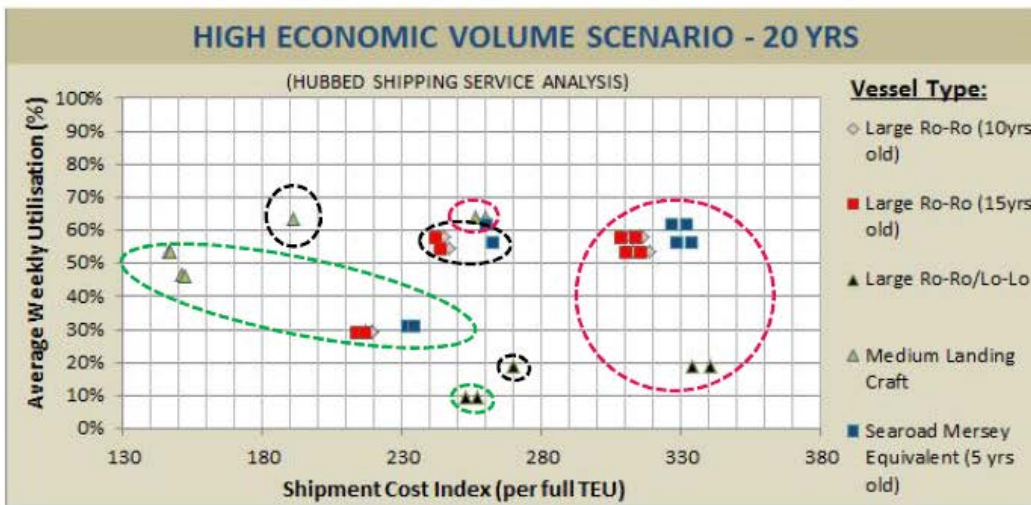 HIGH ECONOMIC VOLUME SCENARIO - 20 YRS
(HUBBED SHIPPING SERVICE ANALYSIS)
Average Weekly Utilisation (%)
100%
90%
80%
70%
60%
50%
40%
30%
20%
10%
0%
130 180 230 280 330 380
Shipment Cost Index (per full TEU)
Vessel Type:
Large Ro-Ro (10yrs
old)
Large Ro-Ro (15yrs
old)
Large Ro-Ro/Lo-Lo
Medium Landing
Craft
Searoad Mersey
Equivalent (5 yrs
old)